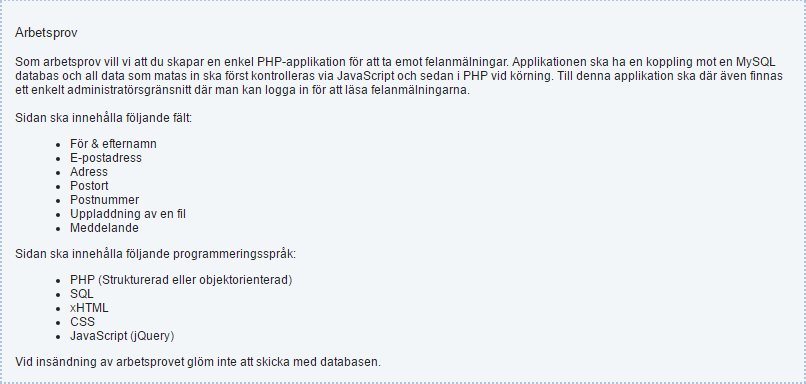 Arbetsprov
Som arbetsprov vill vi att du skapar en enkel PHP-applikation för att ta emot felanmälningar. Applikationen ska ha en koppling mot en MySQL
databas och all data som matas in ska först kontrolleras via JavaScript och sedan i PHP vid körning. Till denna applikation ska där även finnas
ett enkelt administratörsgränsnitt där man kan logga in för att läsa felanmälningarna.
Sidan ska innehålla följande fält:
• För & efternamn
• E-postadress
• Adress
• Postort
• Postnummer
• Uppladdning av en fil
• Meddelande
Sidan ska innehålla följande programmeringsspråk:
• PHP (Strukturerad eller objektorienterad)
• SQL
• xHTML
• CSS
• JavaScript (jQuery)
Vid insändning av arbetsprovet glöm inte att skicka med databasen.